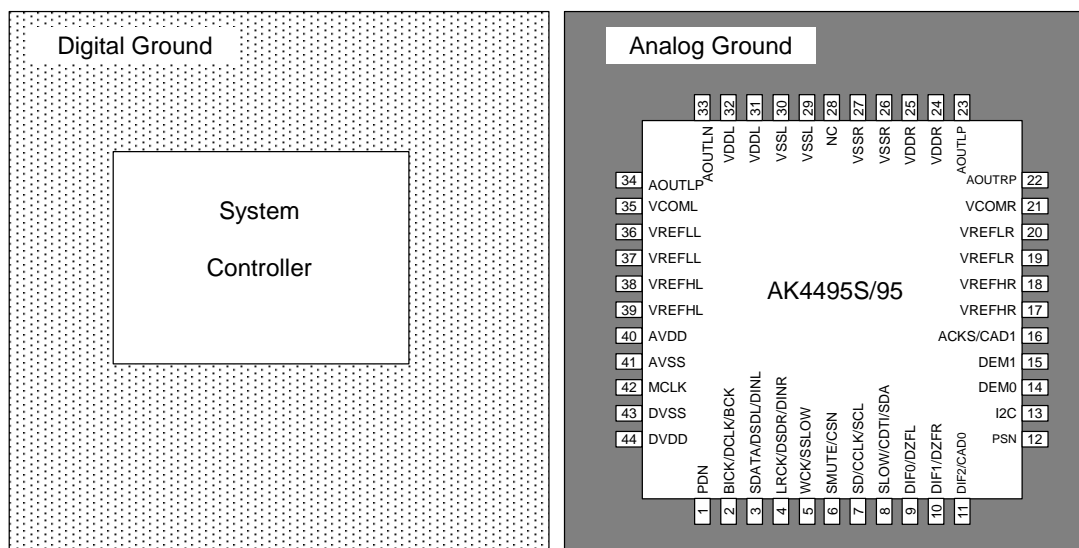 Digital Ground
System
Controller
Analog Ground
33 32 31 30 29 28 27 26 25 24 23
AOUTLN VDDL VDDL VSSL VSSL NC VSSR VSSR VDDR VDDR AOUTLP
34 AOUTLP
35 VCOML
36 VREFLL
37 VREFLL
38 VREFHL
39 VREFHL
40 AVDD
41 AVSS
42 MCLK
43 DVSS
44 DVDD
AK4495S/95
AOUTRP 22
VCOMR 21
VREFLR 20
VREFLR 19
VREFHR 18
VREFHR 17
ACKS/CAD1 16
DEM1 15
DEM0 14
I2C 13
PSN 12
PDN
BICK/DCLK/BCK
SDATA/DSDL/DINL
LRCK/DSDR/DINR
WCK/SSLOW
SMUTE/CSN
SD/CCLK/SCL
SLOW/CDTI/SDA
DIF0/DZFL
DIF1/DZFR
DIF2/CAD0
1 2 3 4 5 6 7 8 9 10 11